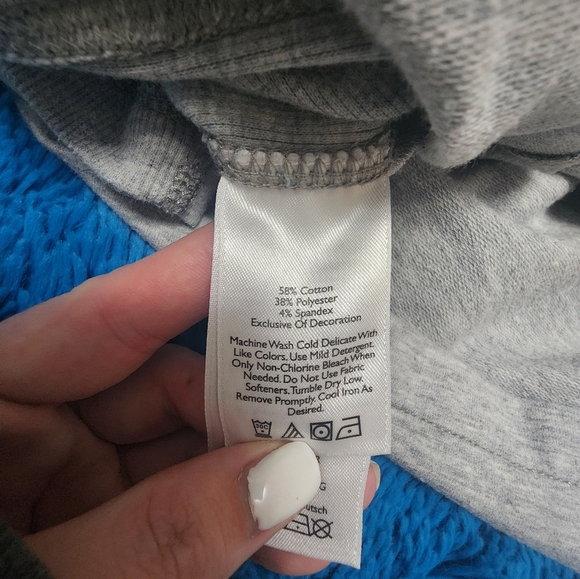 58% Cotton
38% Polyester
4% Spandex
Exclusive Of Decoration
Machine Wash Cold Delicate With
Like Colors. Use Mild Detergent.
Only Non-Chlorine Bleach When
Needed. Do Not Use Fabric
Softeners. Tumble Dry Low.
Remove Promptly. Cool Iron As
Desired.
30C
G
utsch